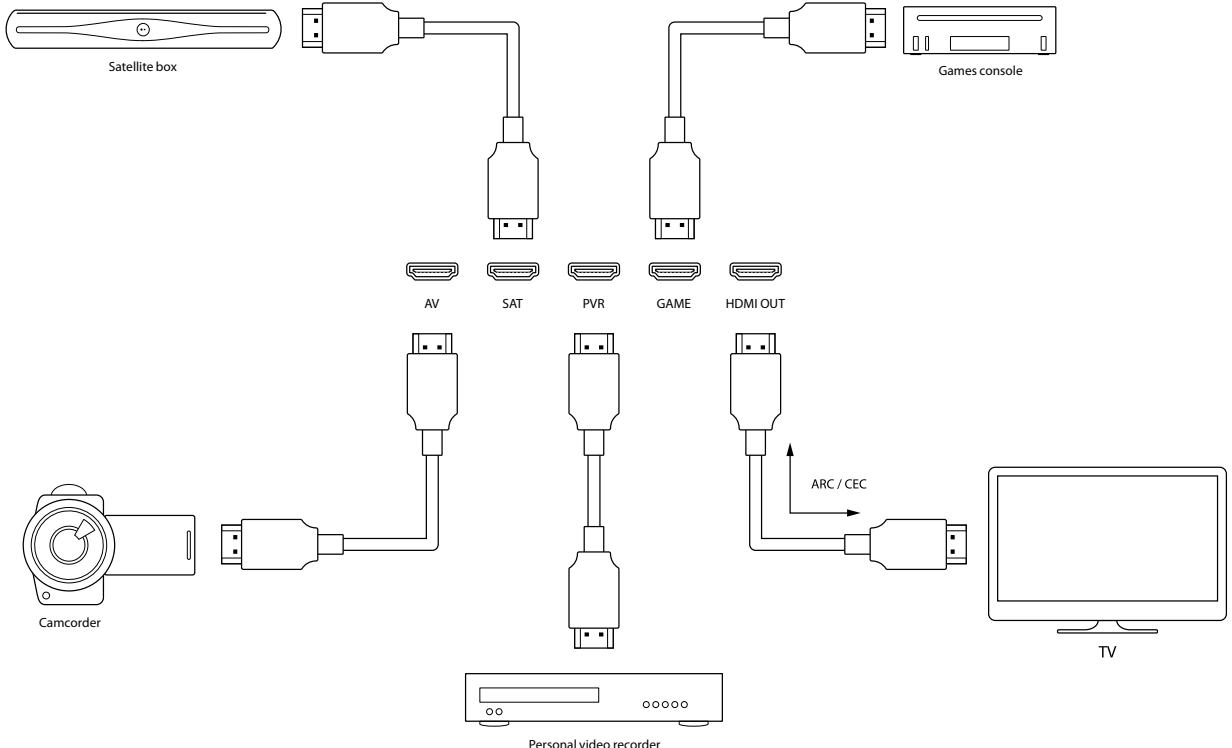 Satellite box
Games console
AV
SAT
PVR
GAME
HDMI OUT
ARC / CEC
Camcorder
TV
Personal video recorder